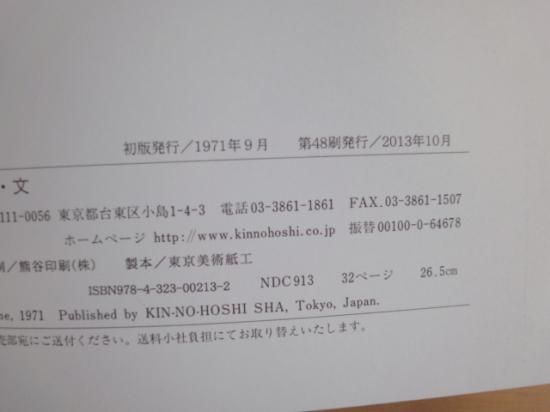 初版発行／1971年9月 第48刷発行／2013年10月
・文
111-0056 東京都台東区小島1-4-3 電話03-3861-1861 FAX.03-3861-1507
ホームページ http://www.kinnohoshi.co.jp 振替00100-0-64678
刷／熊谷印刷(株) 製本／東京美術紙工
ISBN978-4-323-00213-2 NDC913 32ページ 26.5cm
1971 Published by KIN-NO-HOSHI SHA, Tokyo, Japan.
売部宛にご送付ください。送料小社負担にてお取り替えいたします。